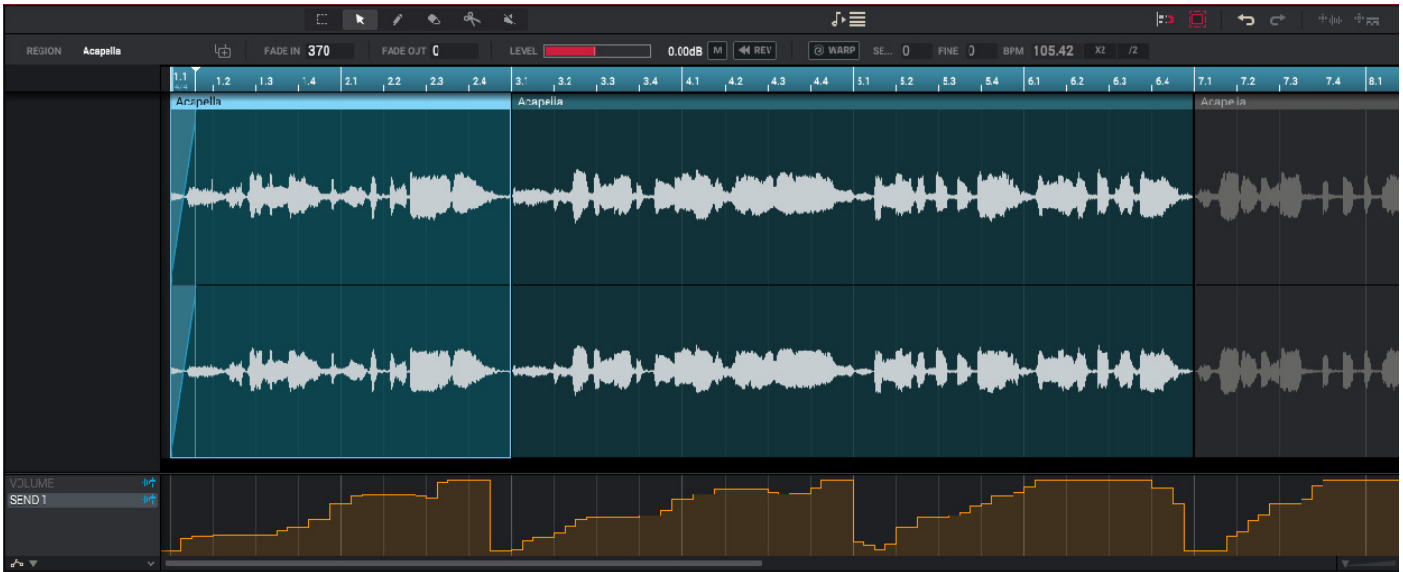 REGION Acapella FADE IN 370 FADE OUT 0 LEVEL 0.00dB M REV WARP SE... 0 FINE 0 BPM 105.42 X2 /2
1.1 1.2 1.3 1.4 2.1 2.2 2.3 2.4 3.1 3.2 3.3 3.4 4.1 4.2 4.3 4.4 5.1 5.2 5.3 5.4 6.1 6.2 6.3 6.4 7.1 7.2 7.3 7.4 8.1
4/4
Acapella Acapella Acapella
VOLUME
SEND 1